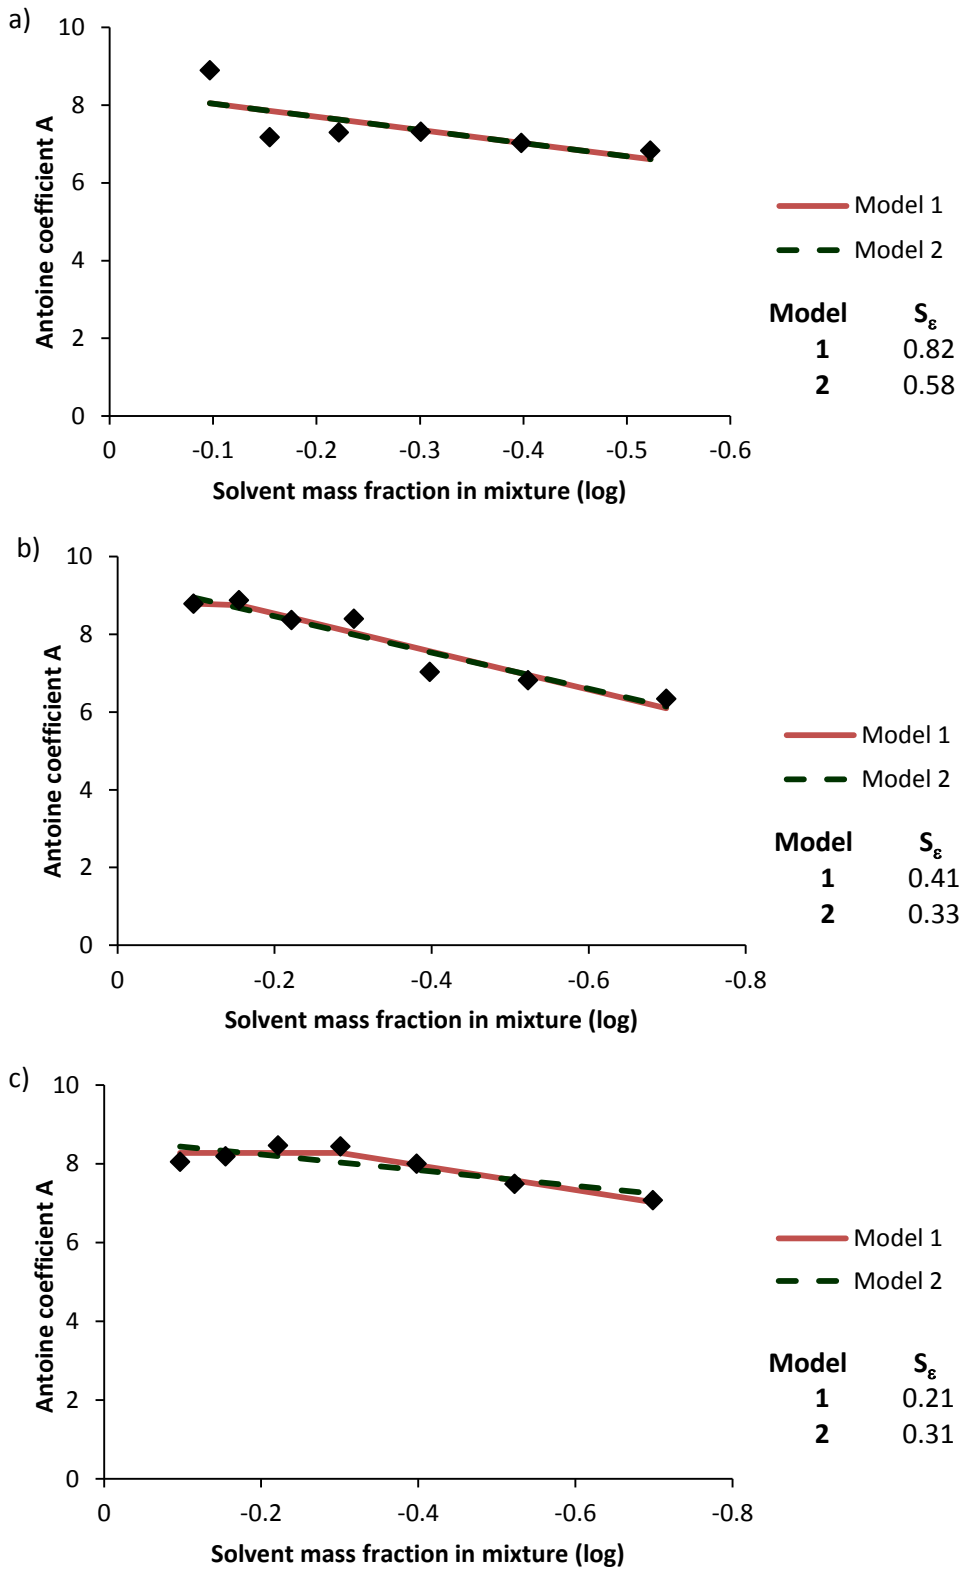 a)
10
8
6
4
2
0
Antoine coefficient A
0 -0.1 -0.2 -0.3 -0.4 -0.5 -0.6
Solvent mass fraction in mixture (log)
Model 1
Model 2
Model Sε
1 0.82
2 0.58
b)
10
8
6
4
2
0
Antoine coefficient A
0 -0.2 -0.4 -0.6 -0.8
Solvent mass fraction in mixture (log)
Model 1
Model 2
Model Sε
1 0.41
2 0.33
c)
10
8
6
4
2
0
Antoine coefficient A
0 -0.2 -0.4 -0.6 -0.8
Solvent mass fraction in mixture (log)
Model 1
Model 2
Model Sε
1 0.21
2 0.31